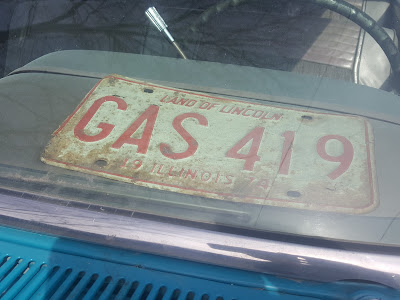 LAND OF LINCOLN
GAS 419
19 ILLINOIS